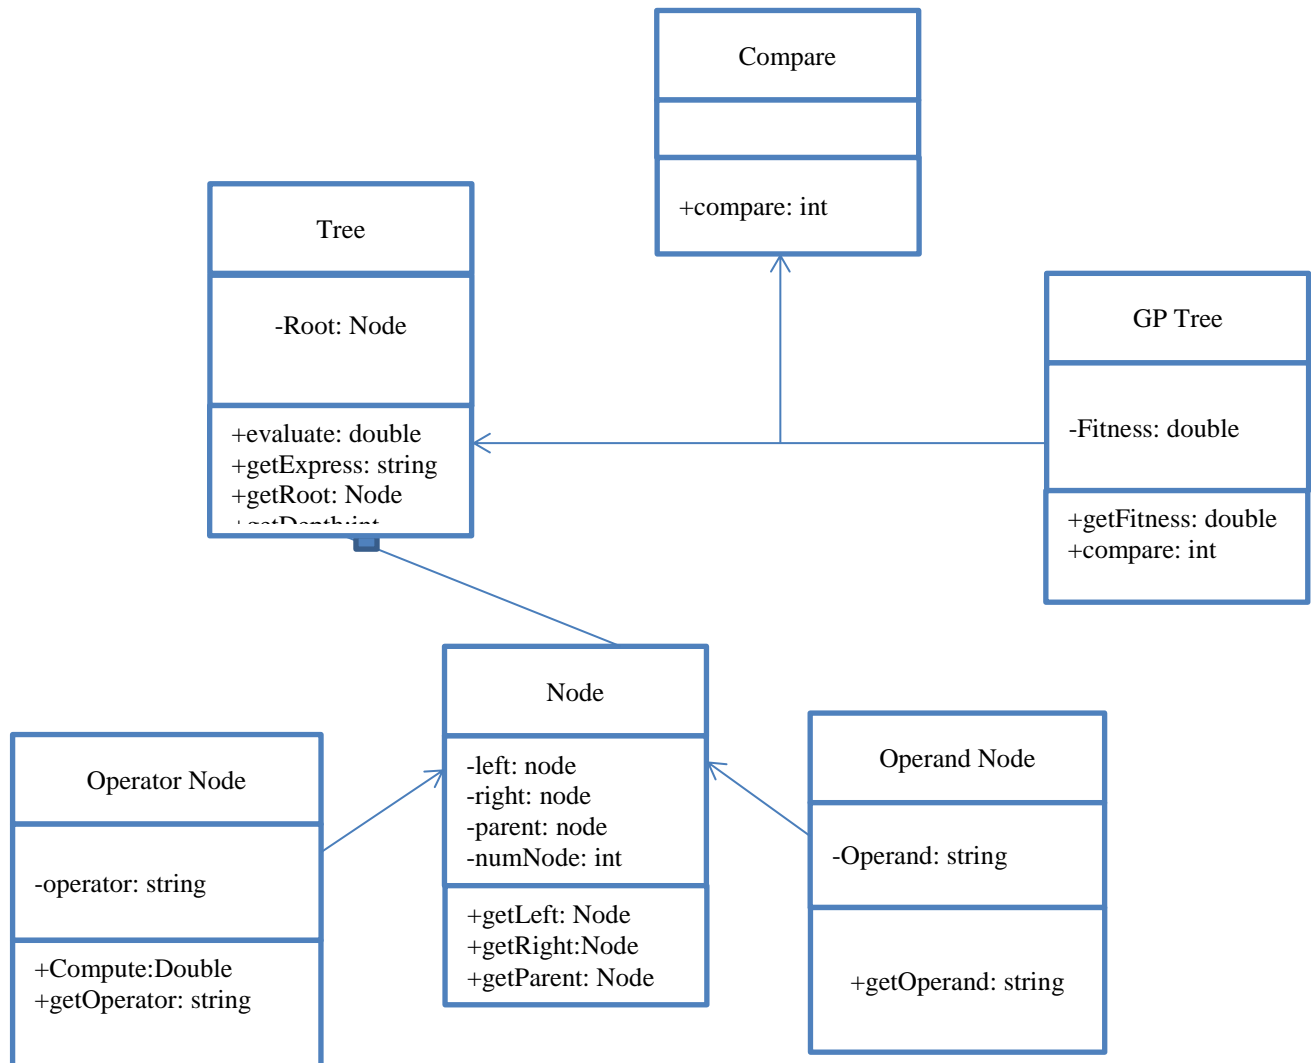 Compare
+compare: int
Tree
-Root: Node
+evaluate: double
+getExpress: string
+getRoot: Node
+getDepth:int
GP Tree
-Fitness: double
+getFitness: double
+compare: int
Node
-left: node
-right: node
-parent: node
-numNode: int
+getLeft: Node
+getRight:Node
+getParent: Node
Operator Node
-operator: string
+Compute:Double
+getOperator: string
Operand Node
-Operand: string
+getOperand: string